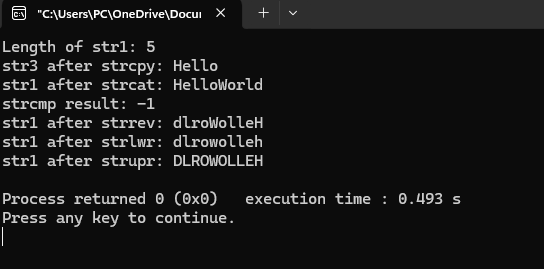 "C:\Users\PC\OneDrive\Docu
Length of str1: 5
str3 after strcpy: Hello
str1 after strcat: HelloWorld
strcmp result: -1
str1 after strrev: dlroWolleH
str1 after strlwr: dlrowolleh
str1 after strupr: DLROWOLLEH
Process returned 0 (0x0)   execution time : 0.493 s
Press any key to continue.